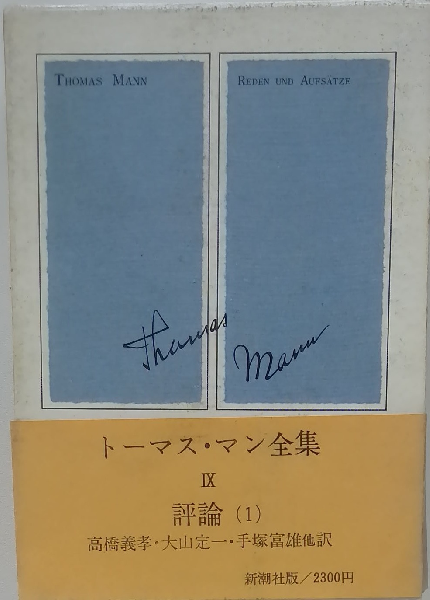 THOMAS MANN
REDEN UND AUFSÄTZE
Thomas
Mann
トーマス・マン全集
IX
評論（1）
高橋義孝・大山定一・手塚富雄他訳
新潮社版／2300円